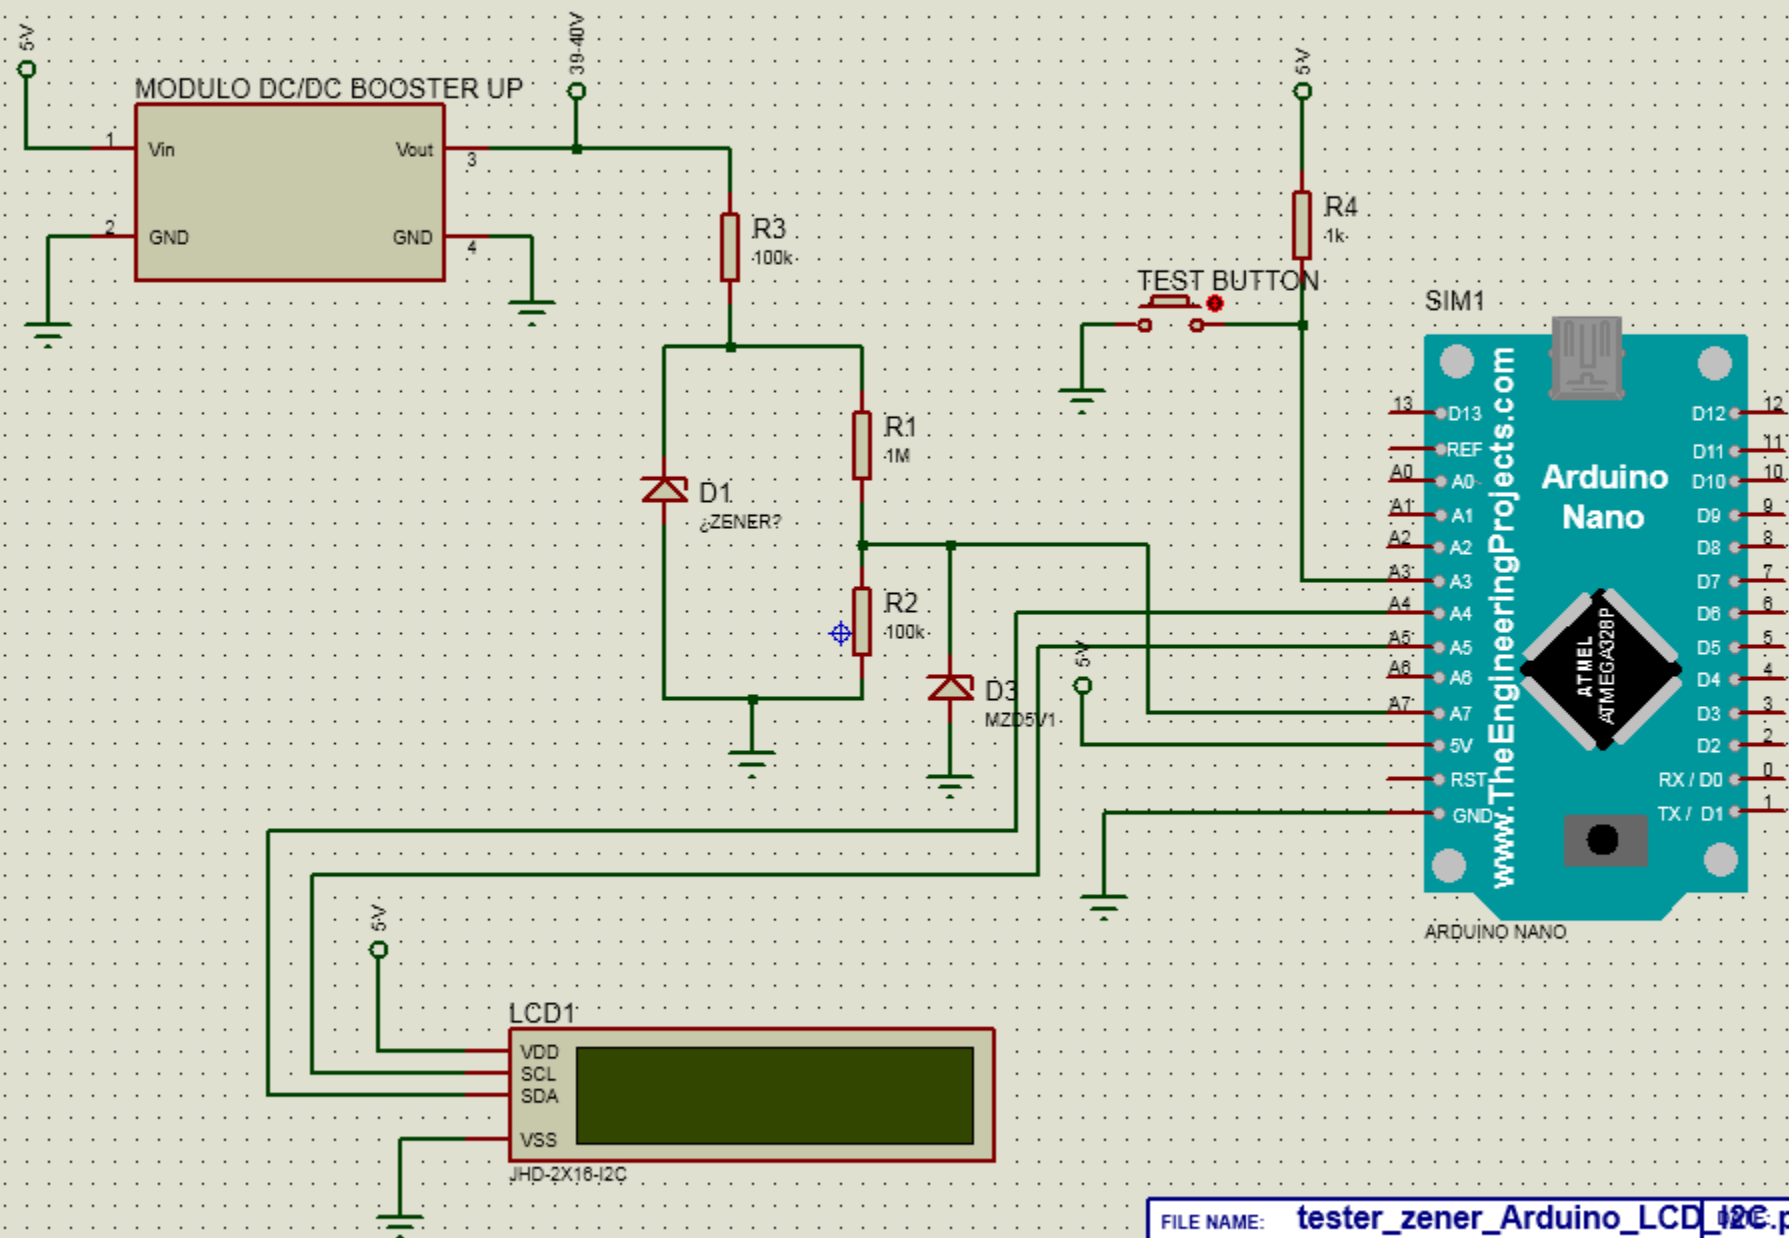 5V
39-40V
5V
MODULO DC/DC BOOSTER UP
1
Vin
Vout
3
2
GND
GND
4
R3
100k
R4
1k
TEST BUTTON
SIM1
R1
1M
D1
¿ZENER?
R2
100k
D3
MZD5V1
5V
www.TheEngineeringProjects.com
Arduino
Nano
ATMEL
ATMEGA328P
13 D13
REF
A0 A0
A1 A1
A2 A2
A3 A3
A4 A4
A5 A5
A6 A6
A7 A7
5V
RST
GND
D12 12
D11 11
D10 10
D9 9
D8 8
D7 7
D6 6
D5 5
D4 4
D3 3
D2 2
RX / D0 0
TX / D1 1
ARDUINO NANO
5V
LCD1
VDD
SCL
SDA
VSS
JHD-2X16-I2C
FILE NAME: tester_zener_Arduino_LCD_I2C.p
DATE: